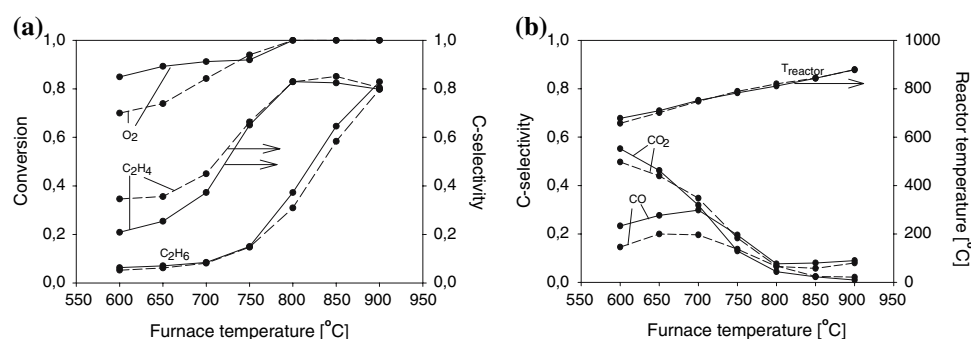 (a)
1,0
0,8
0,6
0,4
0,2
0,0
Conversion
O2
C2H4
C2H6
1,0
0,8
0,6
0,4
0,2
0,0
C-selectivity
550 600 650 700 750 800 850 900 950
Furnace temperature [°C]
(b)
1,0
0,8
0,6
0,4
0,2
0,0
C-selectivity
Treactor
CO2
CO
1000
800
600
400
200
0
Reactor temperature [°C]
550 600 650 700 750 800 850 900 950
Furnace temperature [°C]